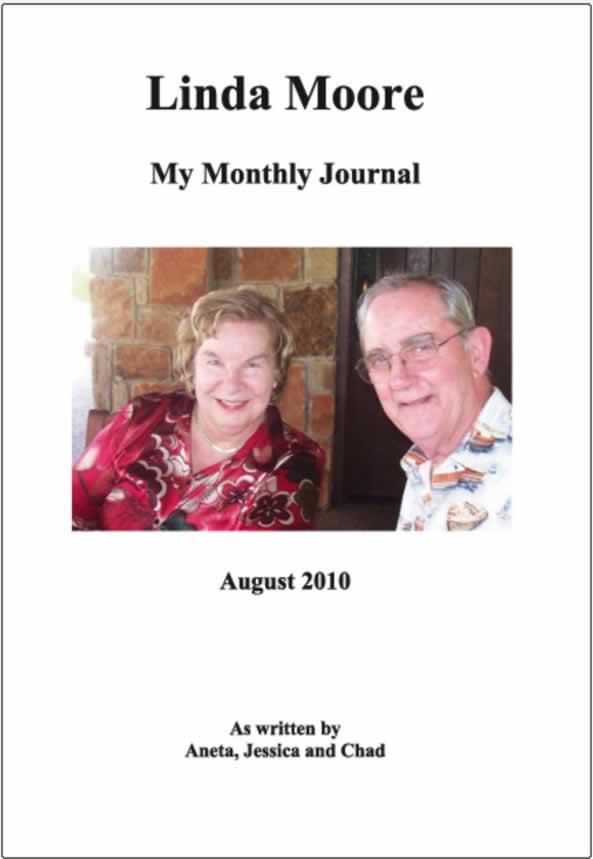 Linda Moore
My Monthly Journal
August 2010
As written by
Aneta, Jessica and Chad